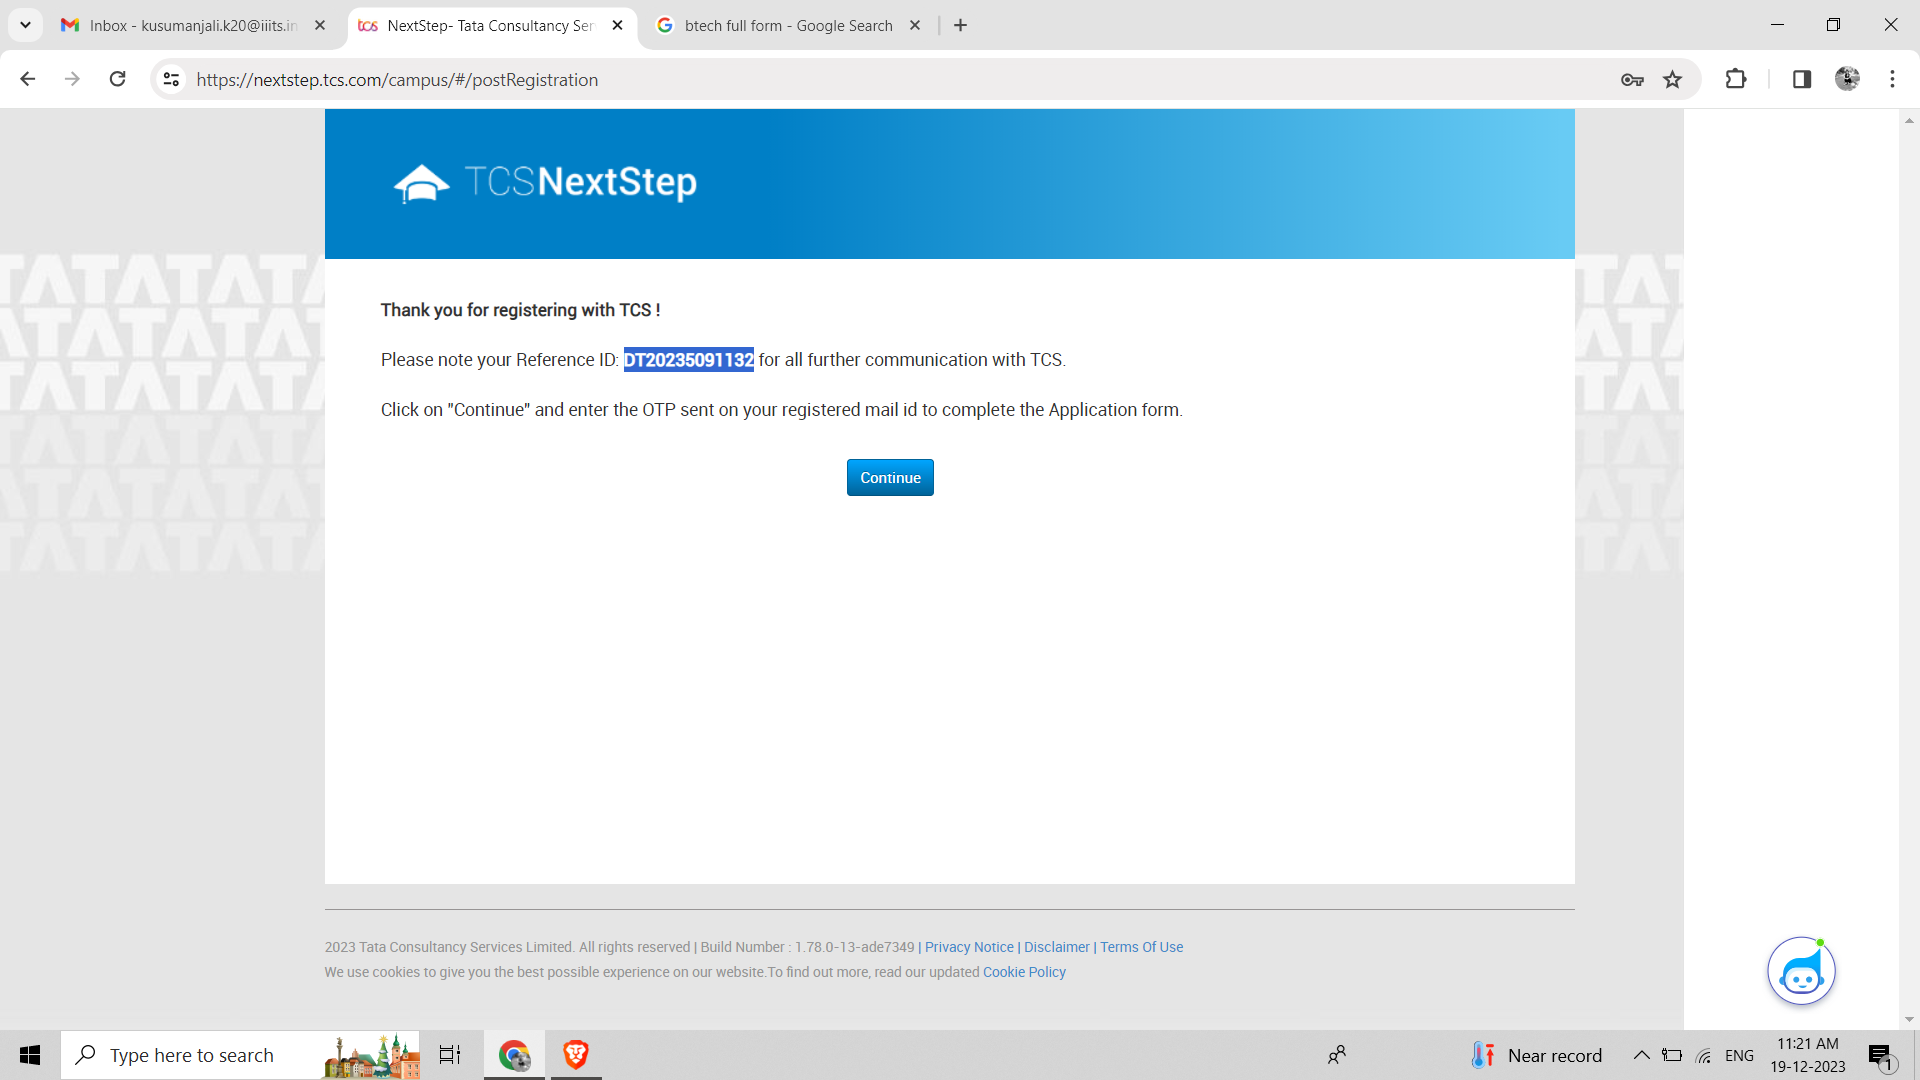 Inbox - kusumanjali.k20@iiits.in
NextStep- Tata Consultancy Ser
btech full form - Google Search
https://nextstep.tcs.com/campus/#/postRegistration
TCSNextStep
Thank you for registering with TCS !
Please note your Reference ID: DT20235091132 for all further communication with TCS.
Click on "Continue" and enter the OTP sent on your registered mail id to complete the Application form.
Continue
2023 Tata Consultancy Services Limited. All rights reserved | Build Number : 1.78.0-13-ade7349 | Privacy Notice | Disclaimer | Terms Of Use
We use cookies to give you the best possible experience on our website.To find out more, read our updated Cookie Policy
Type here to search
Near record
ENG
11:21 AM
19-12-2023
1